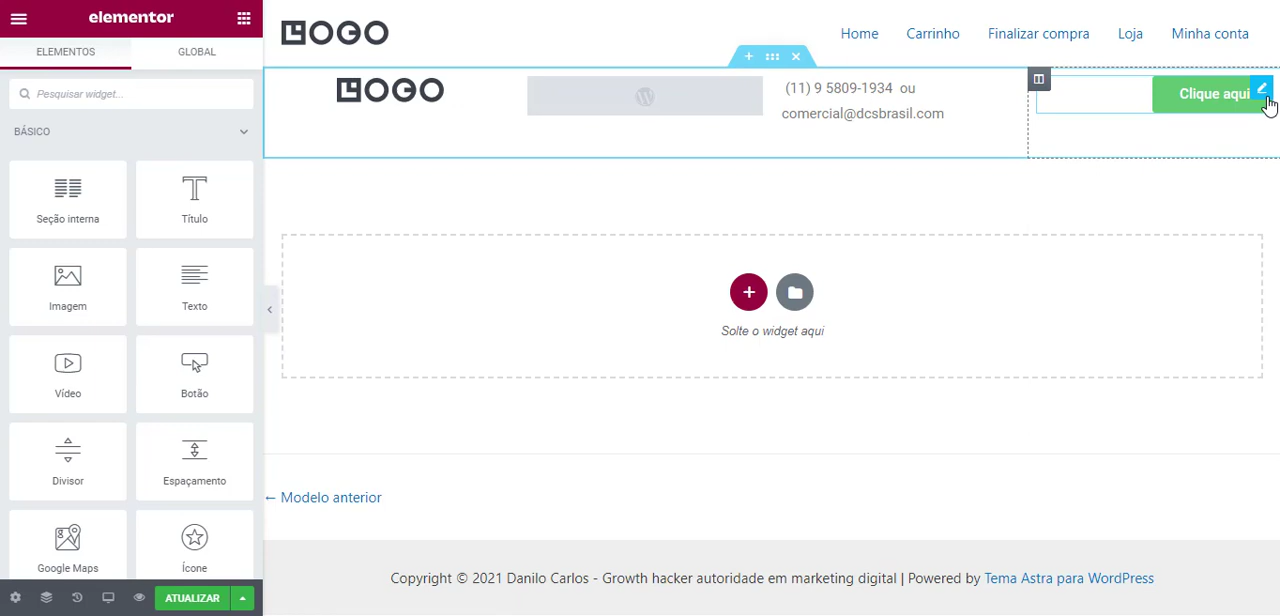 elementor
ELEMENTOS
GLOBAL
Pesquisar widget...
BÁSICO
Seção interna
Título
Imagem
Texto
Vídeo
Botão
Divisor
Espaçamento
Google Maps
Ícone
ATUALIZAR
LOGO
Home
Carrinho
Finalizar compra
Loja
Minha conta
LOGO
(11) 9 5809-1934 ou
comercial@dcsbrasil.com
Clique aqui
Solte o widget aqui
← Modelo anterior
Copyright © 2021 Danilo Carlos - Growth hacker autoridade em marketing digital | Powered by Tema Astra para WordPress